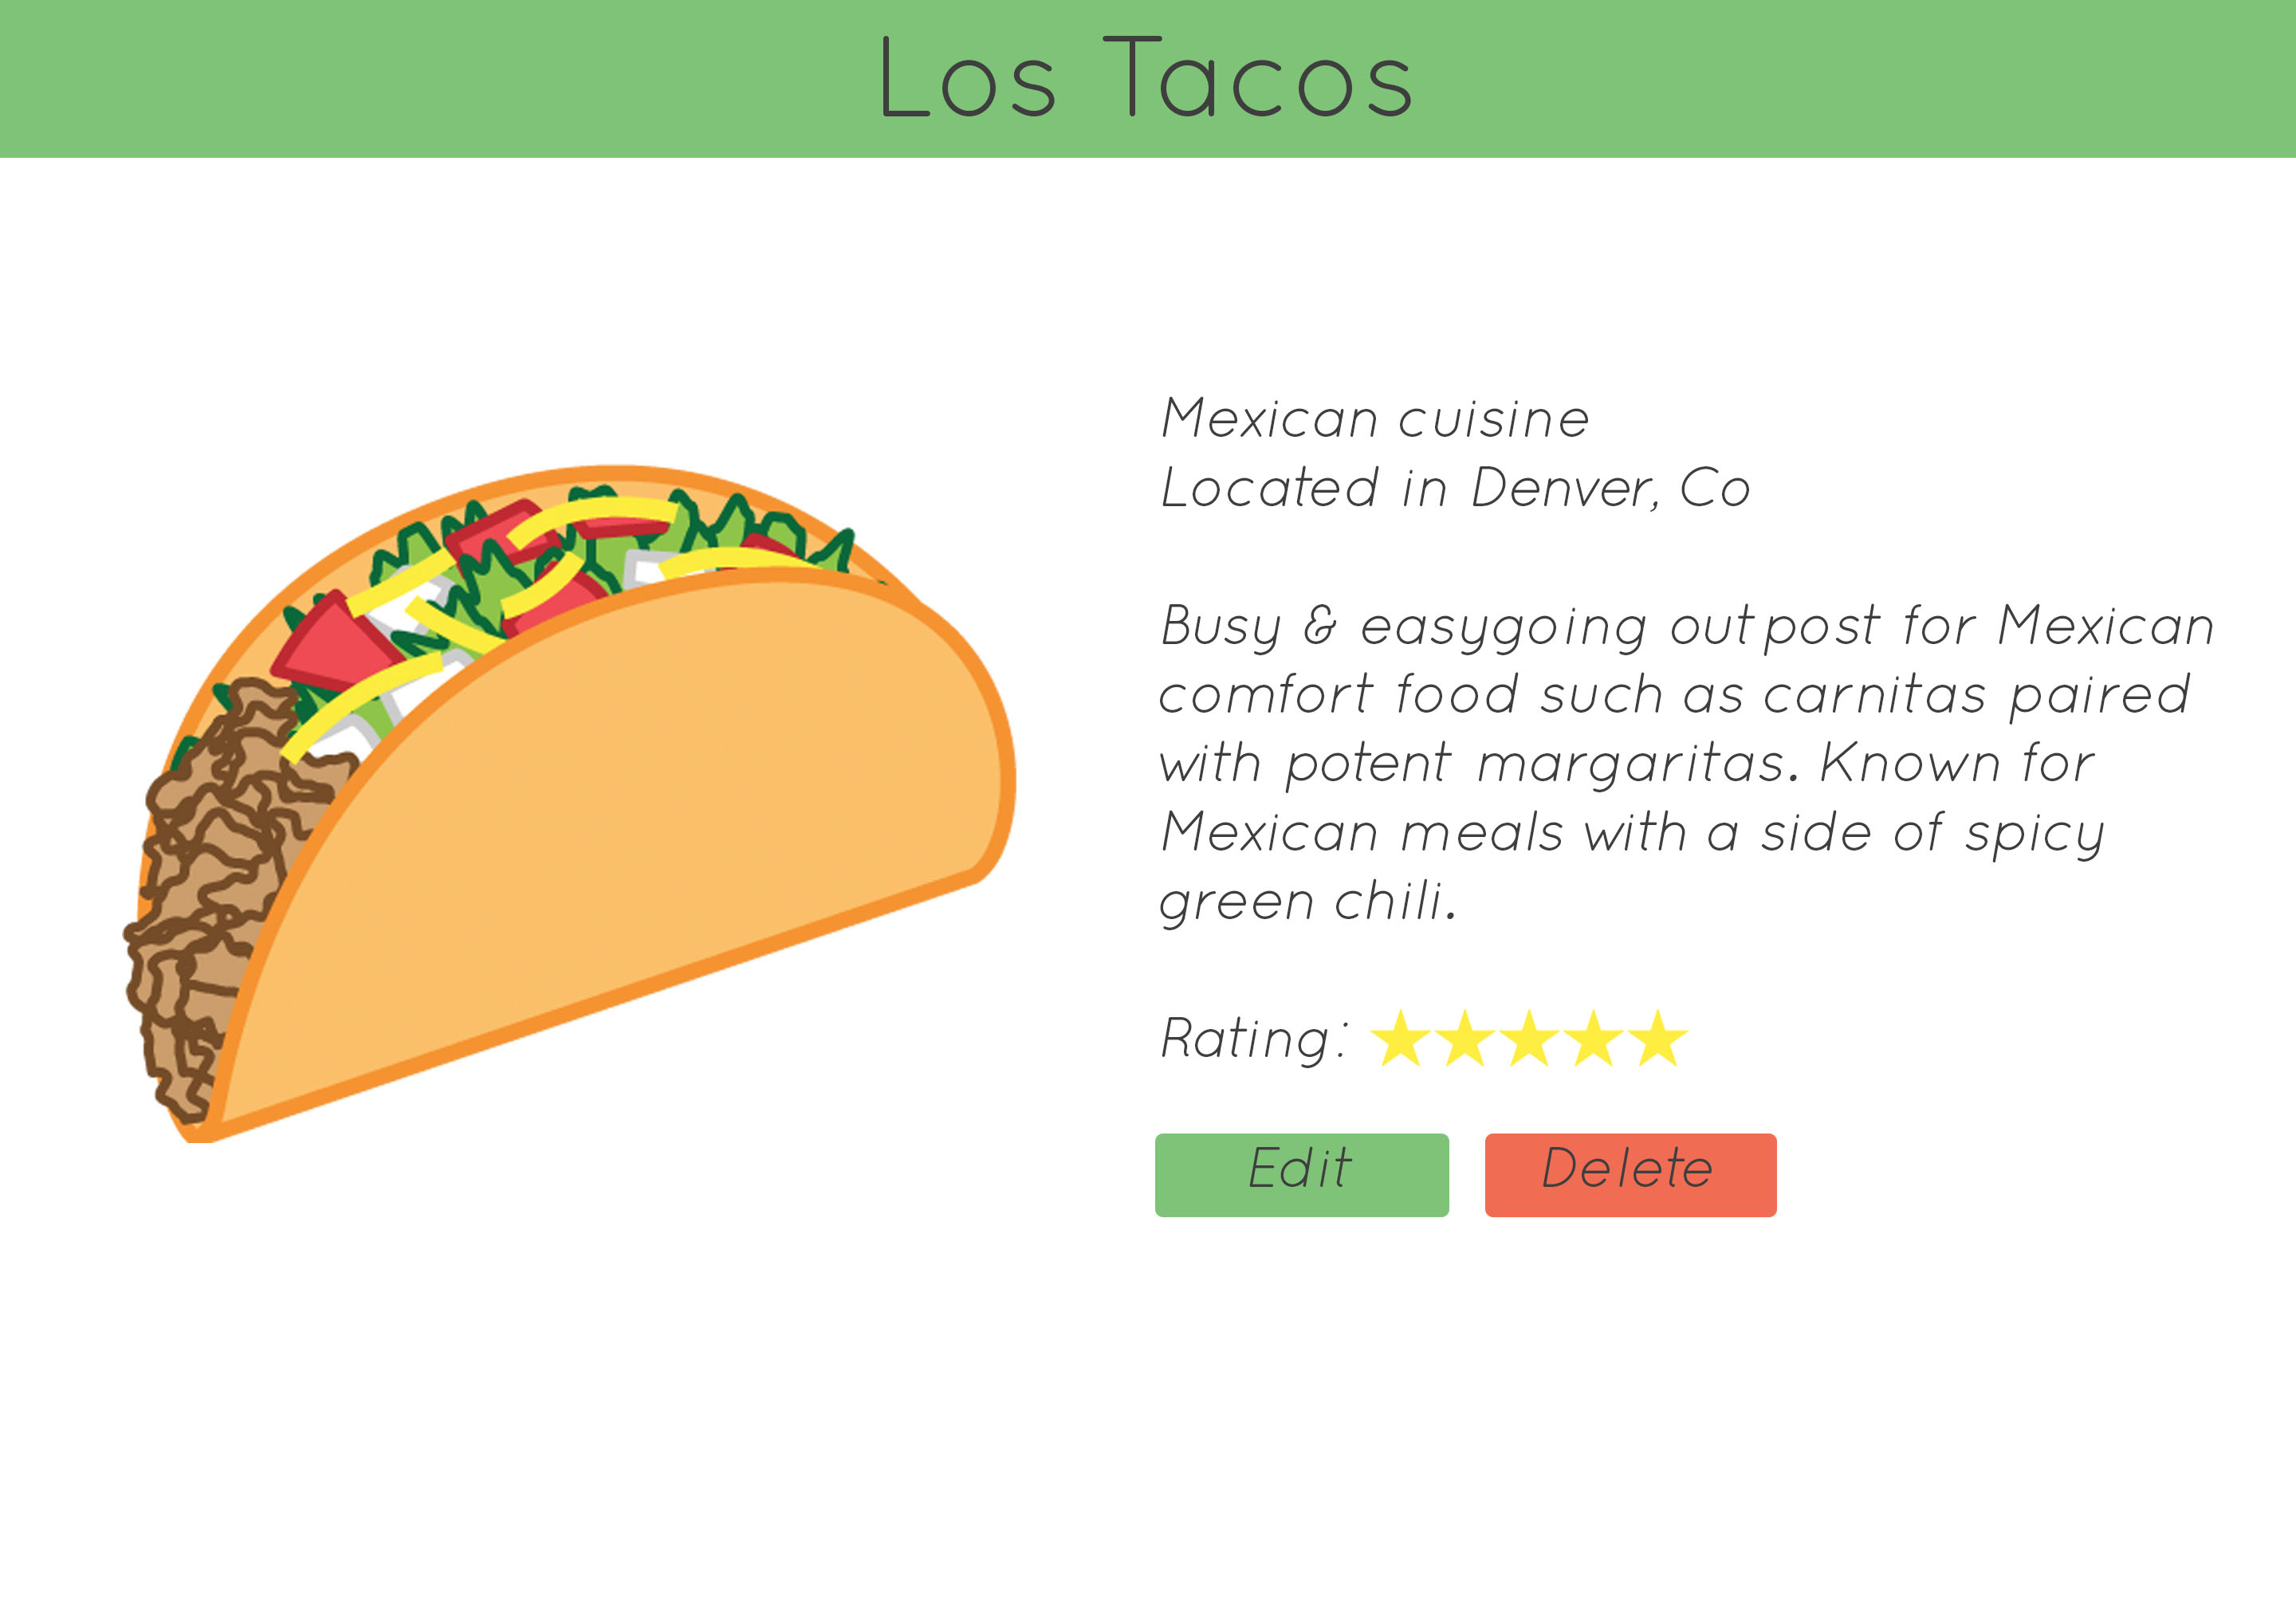 Los Tacos
Mexican cuisine
Located in Denver, Co
Busy & easygoing outpost for Mexican
comfort food such as carnitas paired
with potent margaritas. Known for
Mexican meals with a side of spicy
green chili.
Rating:
Edit
Delete